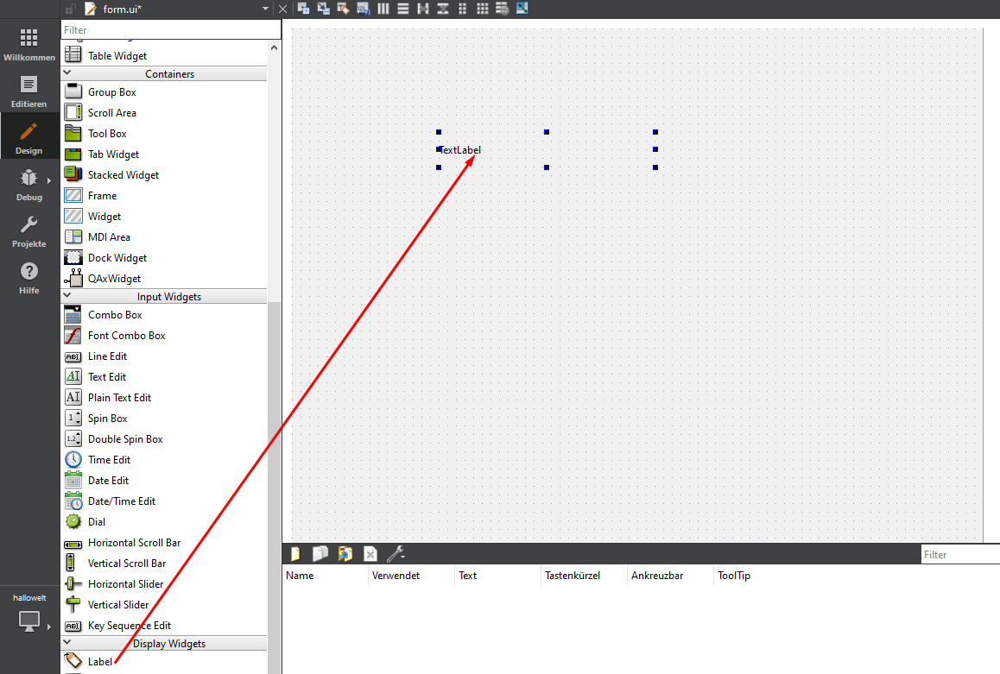 form.ui*
Filter
Willkommen
Editieren
Design
Debug
Projekte
Hilfe
hallowelt
Table Widget
Containers
Group Box
Scroll Area
Tool Box
Tab Widget
Stacked Widget
Frame
Widget
MDI Area
Dock Widget
QAxWidget
Input Widgets
Combo Box
Font Combo Box
Line Edit
Text Edit
Plain Text Edit
Spin Box
Double Spin Box
Time Edit
Date Edit
Date/Time Edit
Dial
Horizontal Scroll Bar
Vertical Scroll Bar
Horizontal Slider
Vertical Slider
Key Sequence Edit
Display Widgets
Label
TextLabel
Filter
Name Verwendet Text Tastenkürzel Ankreuzbar ToolTip